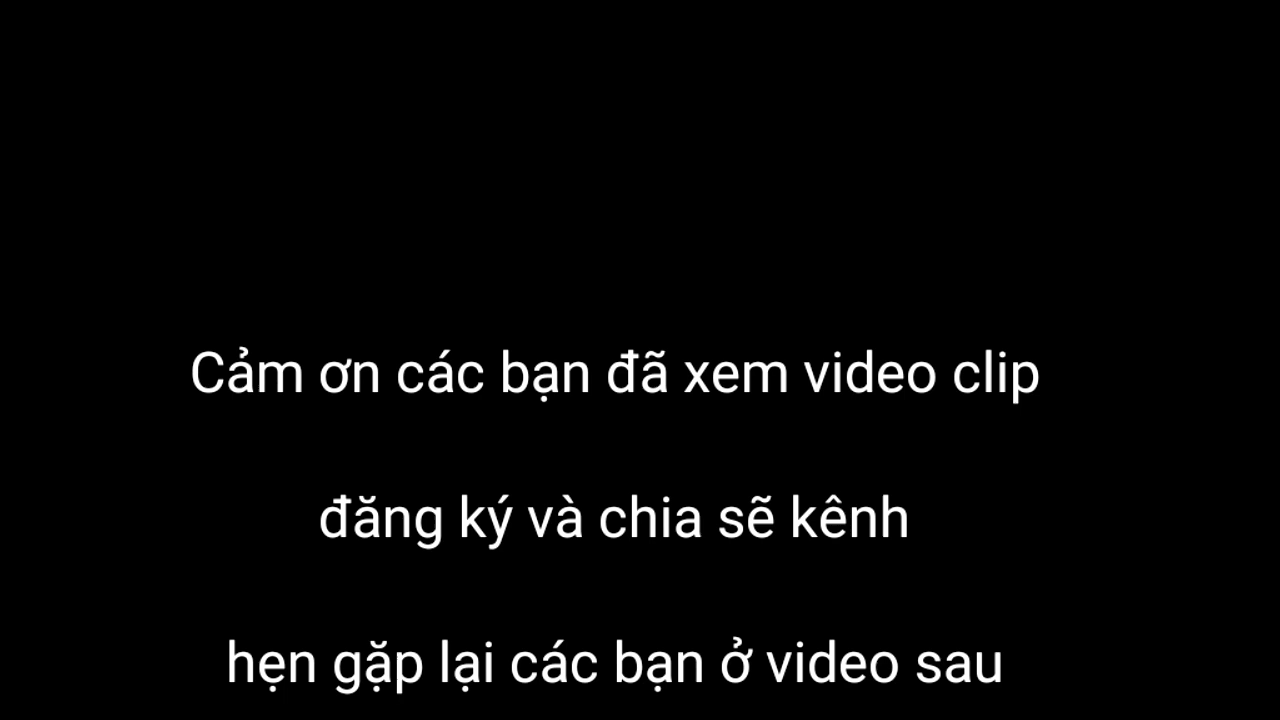 Cảm ơn các bạn đã xem video clip
đăng ký và chia sẽ kênh
hẹn gặp lại các bạn ở video sau